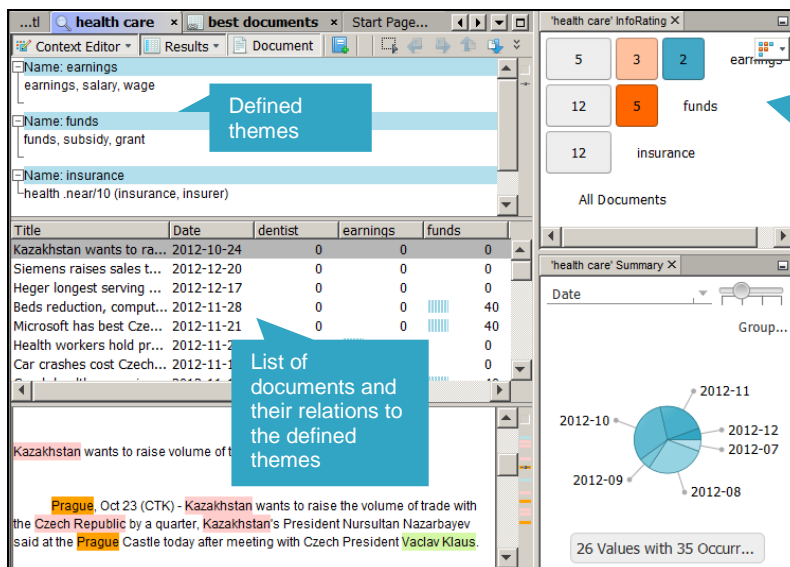 ...tl health care × best documents × Start Page...
Context Editor Results Document
Name: earnings
earnings, salary, wage
Name: funds
funds, subsidy, grant
Name: insurance
health .near/10 (insurance, insurer)
Defined
themes
Title Date dentist earnings funds
Kazakhstan wants to ra... 2012-10-24 0 0 0
Siemens raises sales t... 2012-12-20 0 0 0
Heger longest serving ... 2012-12-17 0 0 0
Beds reduction, comput... 2012-11-28 0 0 40
Microsoft has best Cze... 2012-11-21 0 0 40
Health workers hold pr... 2012-11-2 0
Car crashes cost Czech... 2012-11-1 0
List of
documents and
their relations to
the defined
themes
Kazakhstan wants to raise volume of t
Prague, Oct 23 (CTK) - Kazakhstan wants to raise the volume of trade with
the Czech Republic by a quarter, Kazakhstan's President Nursultan Nazarbayev
said at the Prague Castle today after meeting with Czech President Vaclav Klaus.
'health care' InfoRating ×
5 3 2 earnings
12 5 funds
12 insurance
All Documents
'health care' Summary ×
Date
Group...
2012-11
2012-10
2012-12
2012-07
2012-09
2012-08
26 Values with 35 Occurr...